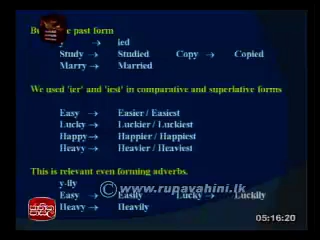 past form
y → ied
Study → Studied Copy → Copied
Marry → Married
We used 'ier' and 'iest' in comparative and superlative forms
Easy → Easier / Easiest
Lucky → Luckier / Luckiest
Happy → Happier / Happiest
Heavy → Heavier / Heaviest
This is relevant even forming adverbs.
y-ily
Easy → Easily Lucky → Luckily
Heavy → Heavily
©www.rupavahini.lk
05:16:20